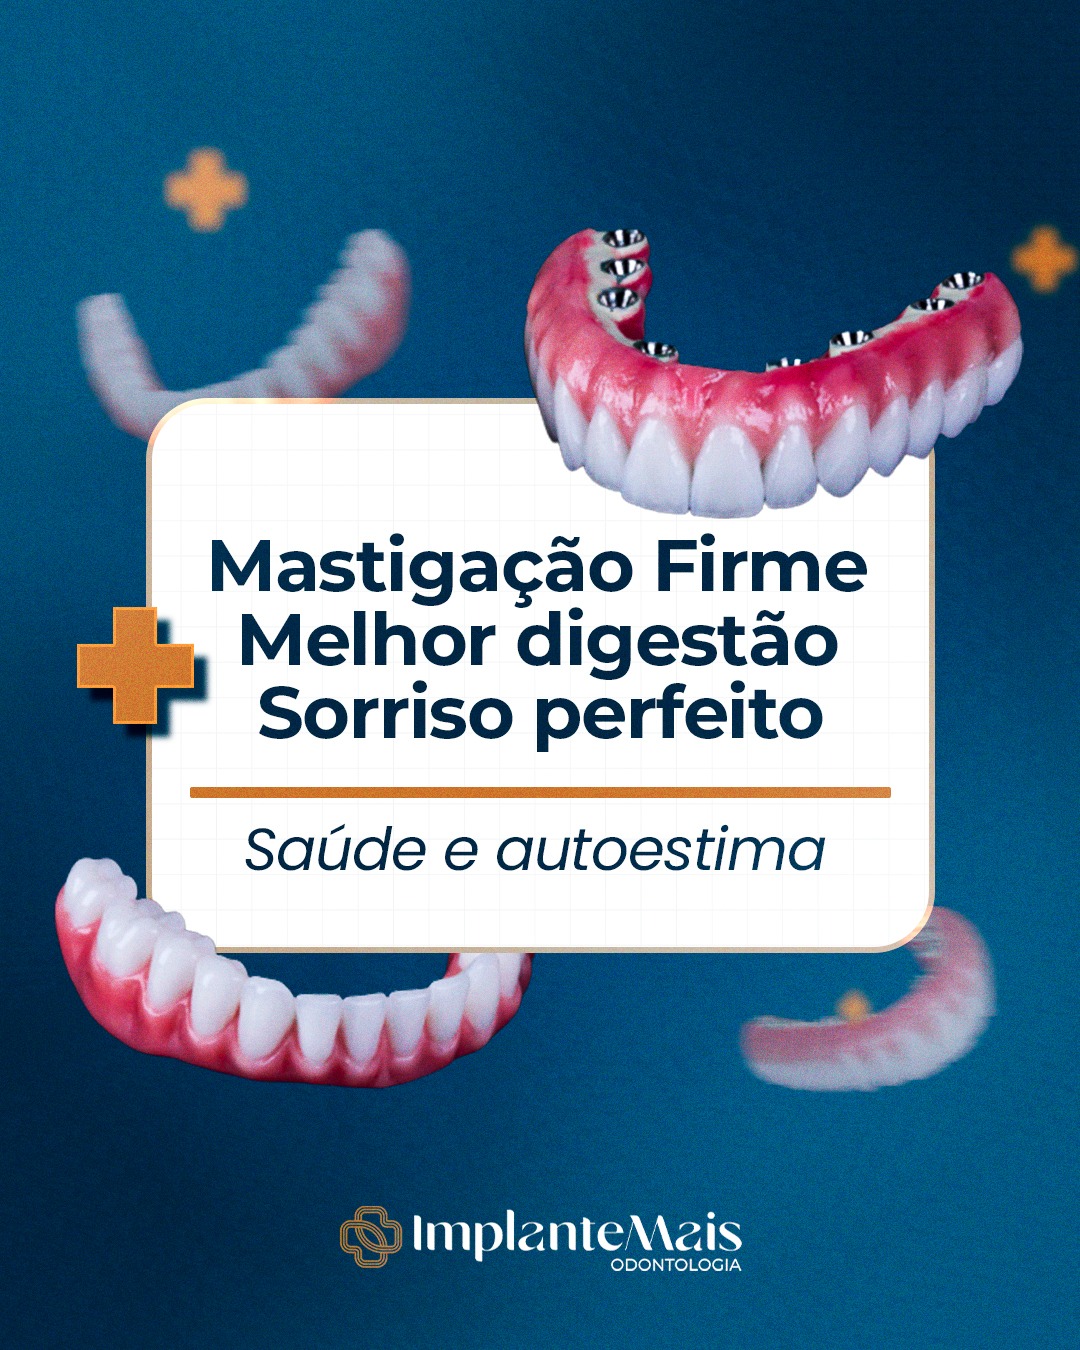 Mastigação Firme
Melhor digestão
Sorriso perfeito
Saúde e autoestima
ImplanteMais
ODONTOLOGIA